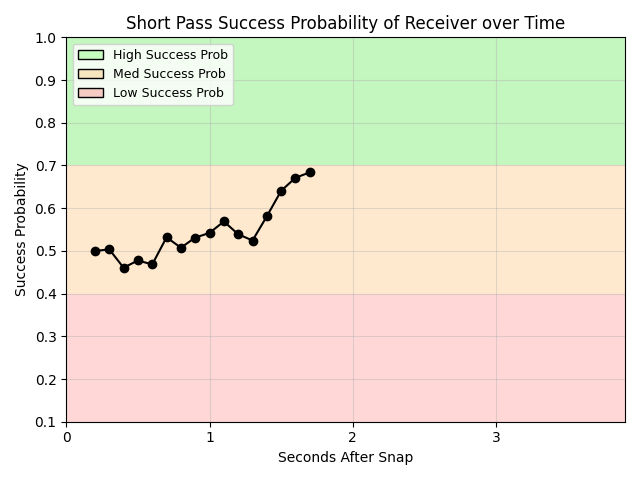 Short Pass Success Probability of Receiver over Time
High Success Prob
Med Success Prob
Low Success Prob
Success Probability
1.0
0.9
0.8
0.7
0.6
0.5
0.4
0.3
0.2
0.1
0 1 2 3
Seconds After Snap